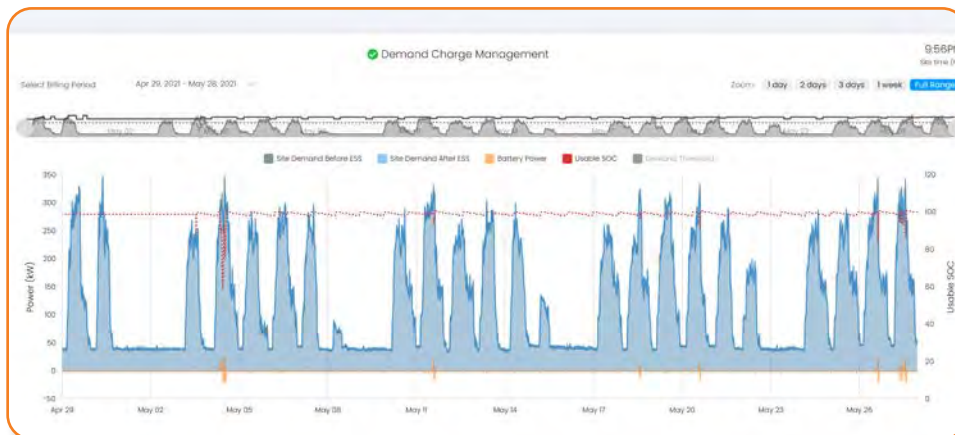 Demand Charge Management
9:56P
Select Billing Period
Apr 29, 2021 - May 28, 2021
Zoom
1 day
2 days
3 days
1 week
Full Range
Site Demand Before ESS
Site Demand After ESS
Battery Power
Usable SOC
Demand Threshold
350
300
250
200
150
100
50
0
-50
Power (kW)
120
100
80
60
40
20
0
Usable SOC
Apr 29
May 02
May 05
May 08
May 11
May 14
May 17
May 20
May 23
May 26